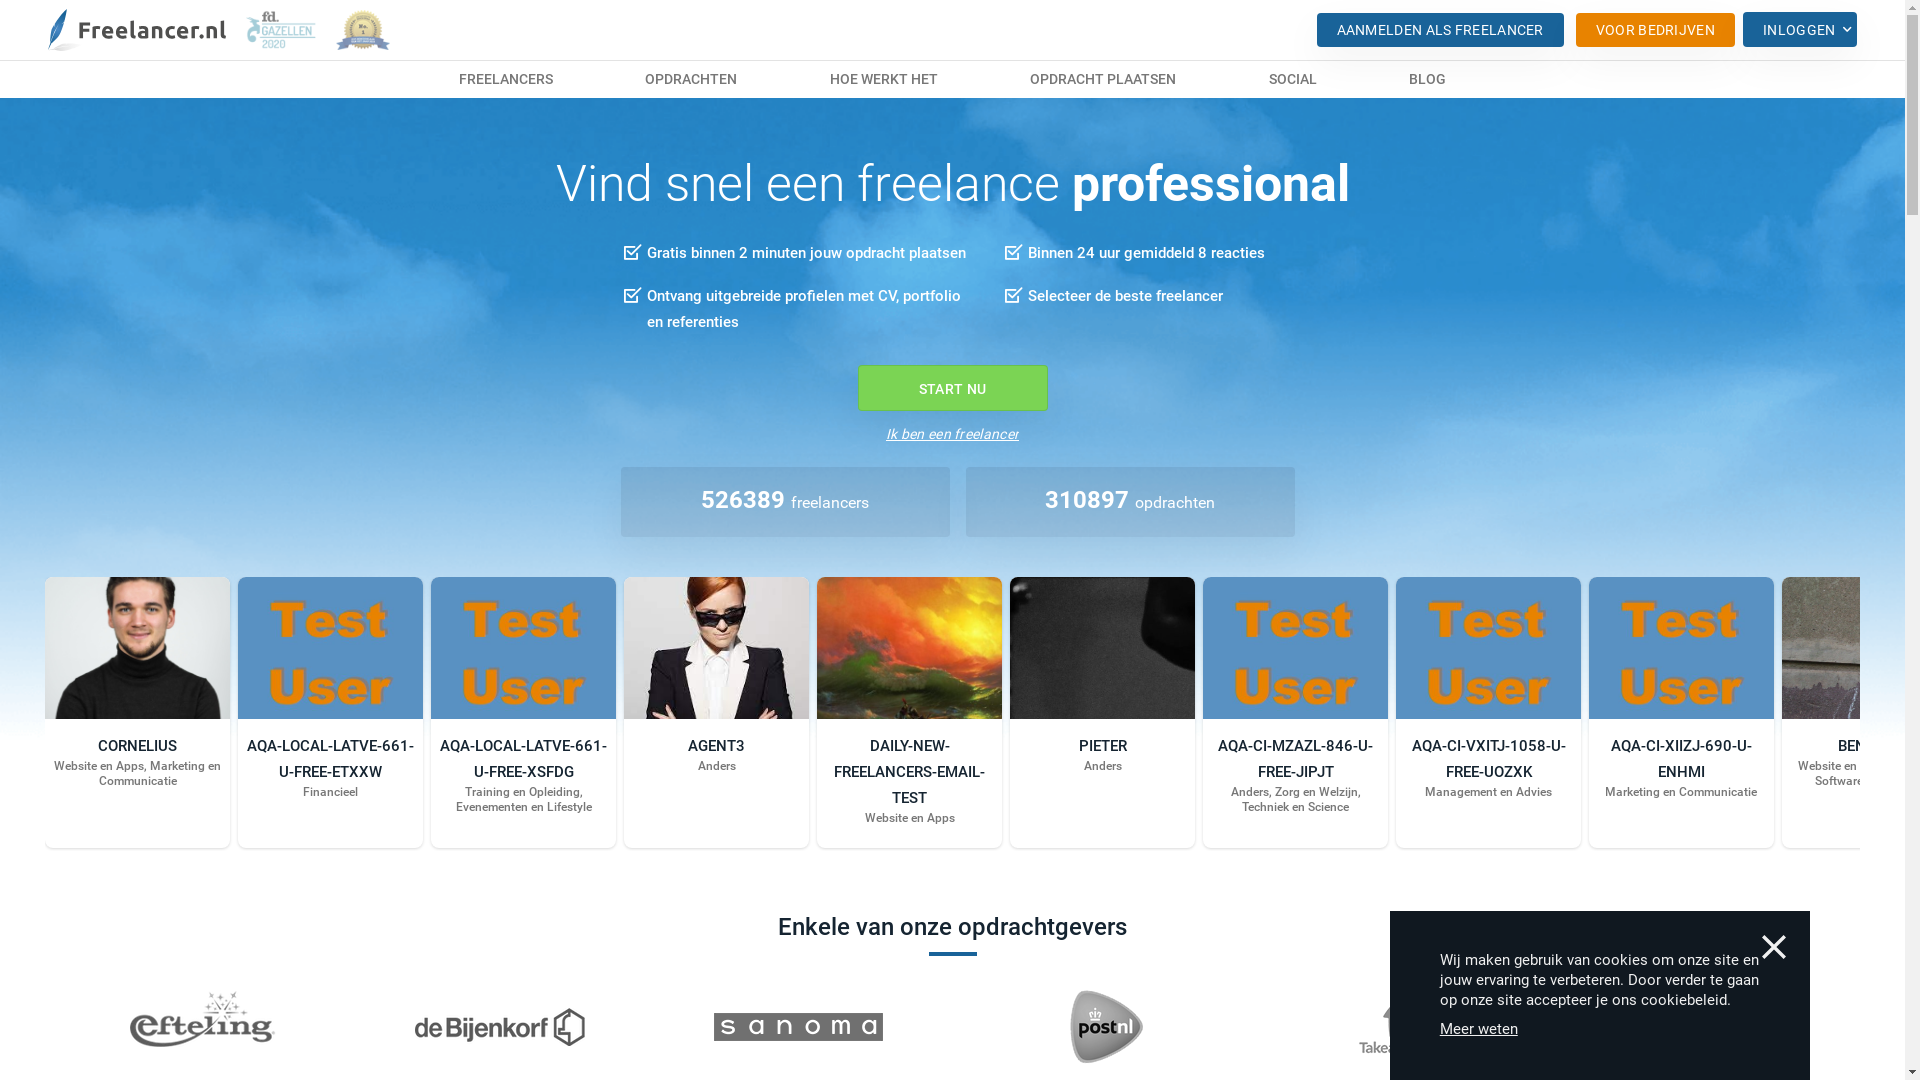 Freelancer.nl
fd.
GAZELLEN
2020
No.
1
AANMELDEN ALS FREELANCER
VOOR BEDRIJVEN
INLOGGEN
FREELANCERS
OPDRACHTEN
HOE WERKT HET
OPDRACHT PLAATSEN
SOCIAL
BLOG
Vind snel een freelance professional
Gratis binnen 2 minuten jouw opdracht plaatsen
Binnen 24 uur gemiddeld 8 reacties
Ontvang uitgebreide profielen met CV, portfolio
en referenties
Selecteer de beste freelancer
START NU
Ik ben een freelancer
526389 freelancers
310897 opdrachten
CORNELIUS
Website en Apps, Marketing en
Communicatie
Test
User
AQA-LOCAL-LATVE-661-
U-FREE-ETXXW
Financieel
Test
User
AQA-LOCAL-LATVE-661-
U-FREE-XSFDG
Training en Opleiding,
Evenementen en Lifestyle
AGENT3
Anders
DAILY-NEW-
FREELANCERS-EMAIL-
TEST
Website en Apps
PIETER
Anders
Test
User
AQA-CI-MZAZL-846-U-
FREE-JIPJT
Anders, Zorg en Welzijn,
Techniek en Science
Test
User
AQA-CI-VXITJ-1058-U-
FREE-UOZXK
Management en Advies
Test
User
AQA-CI-XIIZJ-690-U-
ENHMI
Marketing en Communicatie
Website en
Software
Enkele van onze opdrachtgevers
efteling
de Bijenkorf
sanoma
postnl
Wij maken gebruik van cookies om onze site en
jouw ervaring te verbeteren. Door verder te gaan
op onze site accepteer je ons cookiebeleid.
Meer weten